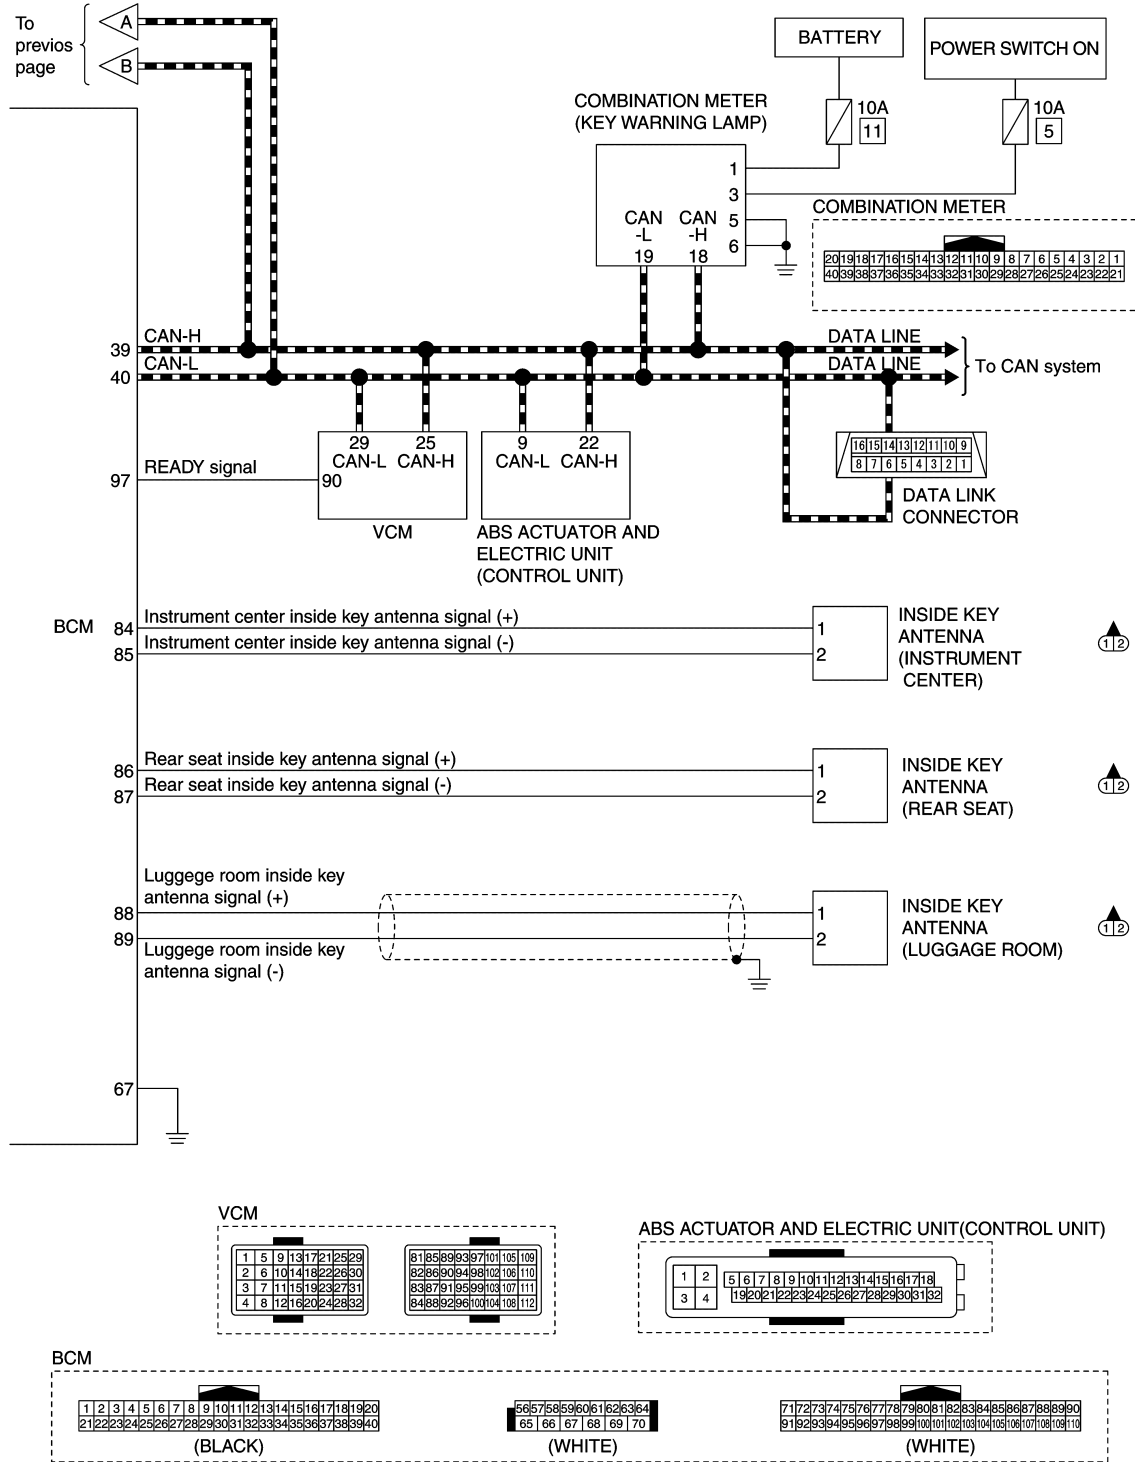 To
previos
page
A
B
BATTERY
POWER SWITCH ON
10A
11
10A
5
COMBINATION METER
(KEY WARNING LAMP)
1
3
5
6
CAN
-L
19
CAN
-H
18
COMBINATION METER
20 19 18 17 16 15 14 13 12 11 10 9 8 7 6 5 4 3 2 1
40 39 38 37 36 35 34 33 32 31 30 29 28 27 26 25 24 23 22 21
39 CAN-H
DATA LINE
40 CAN-L
DATA LINE
To CAN system
29 25
CAN-L CAN-H
90
VCM
9 22
CAN-L CAN-H
ABS ACTUATOR AND
ELECTRIC UNIT
(CONTROL UNIT)
16 15 14 13 12 11 10 9
8 7 6 5 4 3 2 1
DATA LINK
CONNECTOR
97 READY signal
BCM
84 Instrument center inside key antenna signal (+)
85 Instrument center inside key antenna signal (-)
1
2
INSIDE KEY
ANTENNA
(INSTRUMENT
CENTER)
1 2
86 Rear seat inside key antenna signal (+)
87 Rear seat inside key antenna signal (-)
1
2
INSIDE KEY
ANTENNA
(REAR SEAT)
1 2
Luggege room inside key
antenna signal (+)
88
89
Luggege room inside key
antenna signal (-)
1
2
INSIDE KEY
ANTENNA
(LUGGAGE ROOM)
1 2
67
VCM
1 5 9 13 17 21 25 29
2 6 10 14 18 22 26 30
3 7 11 15 19 23 27 31
4 8 12 16 20 24 28 32
81 85 89 93 97 101 105 109
82 86 90 94 98 102 106 110
83 87 91 95 99 103 107 111
84 88 92 96 100 104 108 112
ABS ACTUATOR AND ELECTRIC UNIT(CONTROL UNIT)
1 2
3 4
5 6 7 8 9 10 11 12 13 14 15 16 17 18
19 20 21 22 23 24 25 26 27 28 29 30 31 32
BCM
1 2 3 4 5 6 7 8 9 10 11 12 13 14 15 16 17 18 19 20
21 22 23 24 25 26 27 28 29 30 31 32 33 34 35 36 37 38 39 40
(BLACK)
56 57 58 59 60 61 62 63 64
65 66 67 68 69 70
(WHITE)
71 72 73 74 75 76 77 78 79 80 81 82 83 84 85 86 87 88 89 90
91 92 93 94 95 96 97 98 99 100 101 102 103 104 105 106 107 108 109 110
(WHITE)